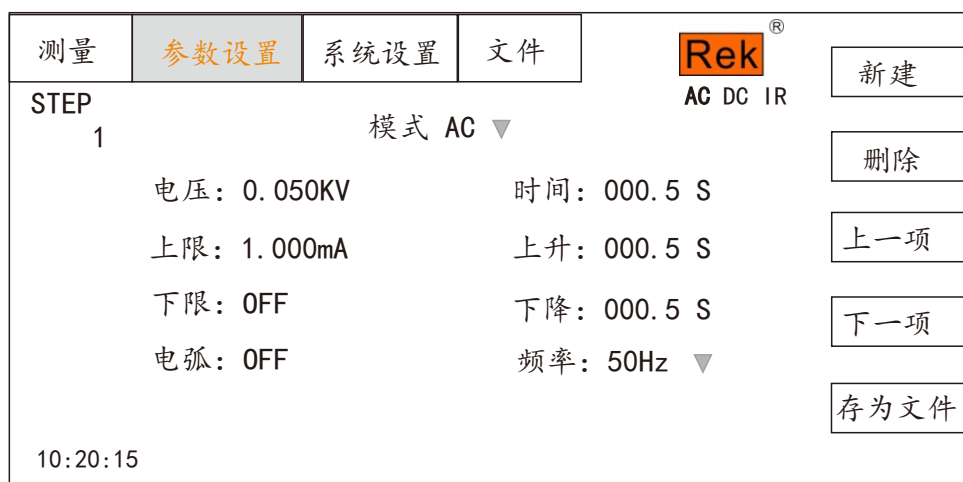 测量 参数设置 系统设置 文件
Rek®
AC DC IR
STEP
1
模式 AC ▼
电压：0.050KV 时间：000.5 S
上限：1.000mA 上升：000.5 S
下限：OFF 下降：000.5 S
电弧：OFF 频率：50Hz ▼
10:20:15
新建
删除
上一项
下一项
存为文件